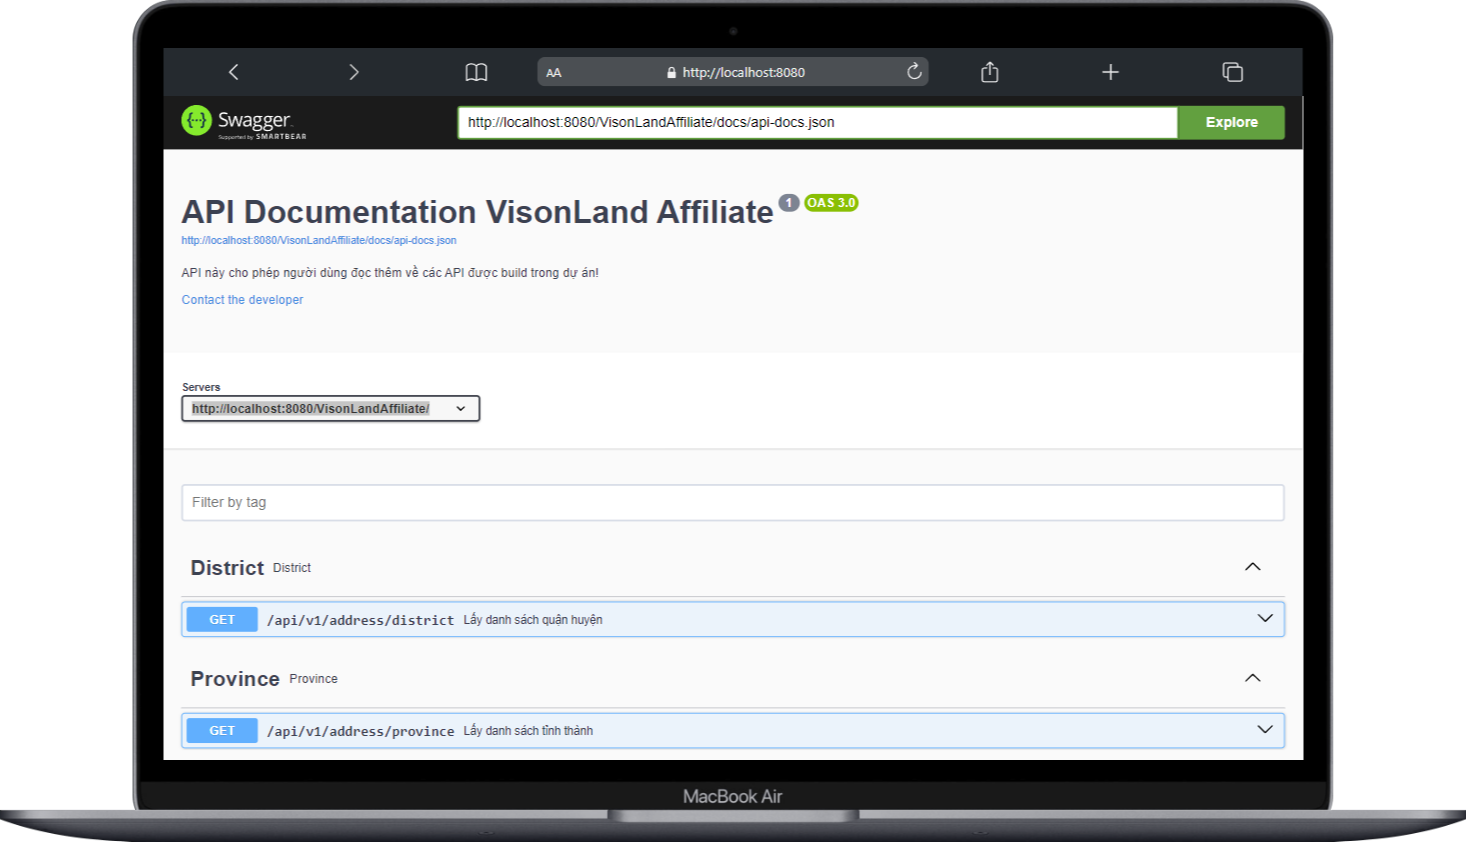 AA
http://localhost:8080
{...} Swagger.
Supported by SMARTBEAR
http://localhost:8080/VisonLandAffiliate/docs/api-docs.json
Explore
API Documentation VisonLand Affiliate 1 OAS 3.0
http://localhost:8080/VisonLandAffiliate/docs/api-docs.json
API này cho phép người dùng đọc thêm về các API được build trong dự án!
Contact the developer
Servers
http://localhost:8080/VisonLandAffiliate/
Filter by tag
District District
GET /api/v1/address/district Lấy danh sách quận huyện
Province Province
GET /api/v1/address/province Lấy danh sách tỉnh thành
MacBook Air